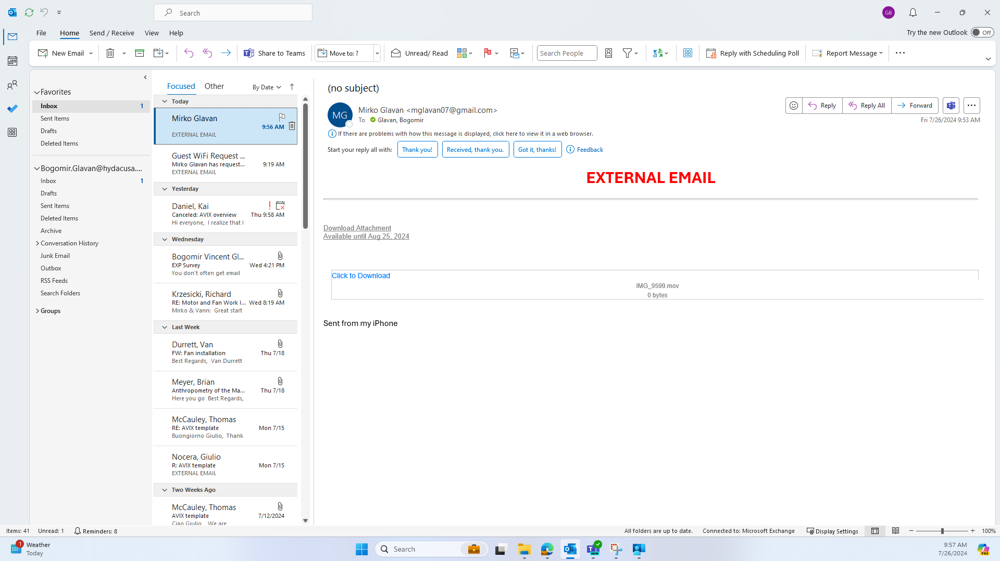 Search
GB
File Home Send / Receive View Help
Try the new Outlook Off
New Email
Share to Teams
Move to: ?
Unread/ Read
Search People
Reply with Scheduling Poll
Report Message
Favorites
Inbox 1
Sent Items
Drafts
Deleted Items
Bogomir.Glavan@hydacusa....
Inbox 1
Drafts
Sent Items
Deleted Items
Archive
Conversation History
Junk Email
Outbox
RSS Feeds
Search Folders
Groups
Focused Other By Date
Today
Mirko Glavan
9:56 AM
EXTERNAL EMAIL
Guest WiFi Request ...
Mirko Glavan has request... 9:19 AM
EXTERNAL EMAIL
Yesterday
Daniel, Kai
Canceled: AVIX overview Thu 9:58 AM
Hi everyone, I realize that I
Wednesday
Bogomir Vincent Gl...
EXP Survey Wed 4:21 PM
You don't often get email
Krzesicki, Richard
RE: Motor and Fan Work I... Wed 8:19 AM
Mirko & Vann: Great start
Last Week
Durrett, Van
FW: Fan installation Thu 7/18
Best Regards, Van Durrett
Meyer, Brian
Anthropometry of the Ma... Thu 7/18
Here you go Best Regards,
McCauley, Thomas
RE: AVIX template Mon 7/15
Buongiorno Giulio, Thank
Nocera, Giulio
R: AVIX template Mon 7/15
EXTERNAL EMAIL
Two Weeks Ago
McCauley, Thomas
AVIX template 7/12/2024
Ciao Giulio, We are
(no subject)
MG
Mirko Glavan <mglavan07@gmail.com>
To Glavan, Bogomir
Reply Reply All Forward
Fri 7/26/2024 9:53 AM
If there are problems with how this message is displayed, click here to view it in a web browser.
Start your reply all with: Thank you! Received, thank you. Got it, thanks! Feedback
EXTERNAL EMAIL
Download Attachment
Available until Aug 25, 2024
Click to Download
IMG_9599.mov
0 bytes
Sent from my iPhone
Items: 41 Unread: 1 Reminders: 8
All folders are up to date. Connected to: Microsoft Exchange Display Settings 100%
1
Weather
Today
Search
NEW
9:57 AM
7/26/2024
PRE